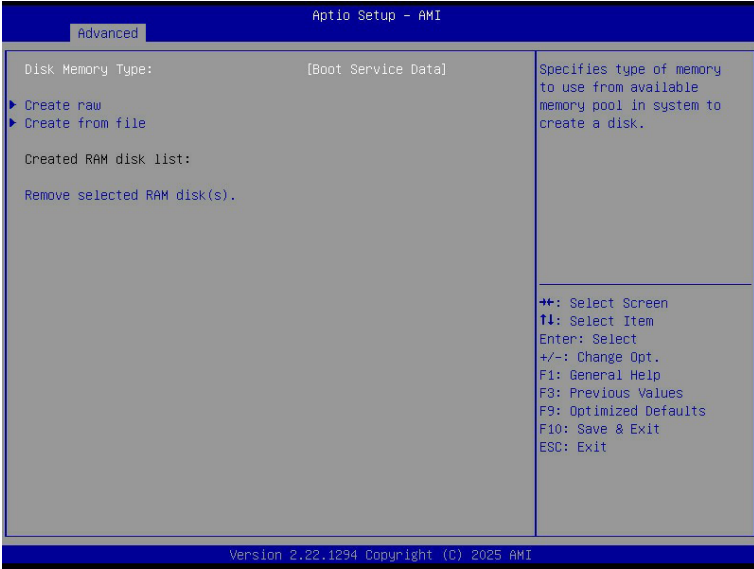 Aptio Setup – AMI
Advanced
Disk Memory Type: [Boot Service Data]
Create raw
Create from file
Created RAM disk list:
Remove selected RAM disk(s).
Specifies type of memory
to use from available
memory pool in system to
create a disk.
→←: Select Screen
↑↓: Select Item
Enter: Select
+/-: Change Opt.
F1: General Help
F3: Previous Values
F9: Optimized Defaults
F10: Save & Exit
ESC: Exit
Version 2.22.1294 Copyright (C) 2025 AMI